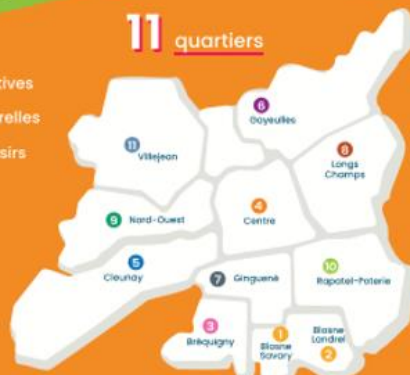 11 quartiers
tives
relles
sirs
6
Gayeulles
11
Villejean
8
Longs
Champs
9 Nord-Ouest
4
Centre
5
Cleunay
7 Ginguené
10
Rapatel-Poterie
3
Bréquigny
1
Blosne
Savary
Blosne
Landrel
2